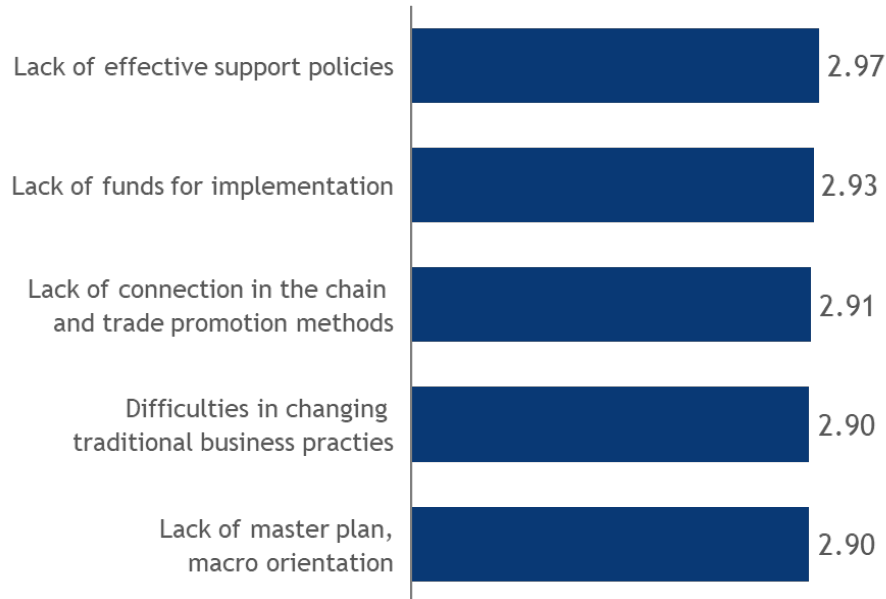 Lack of effective support policies
2.97
Lack of funds for implementation
2.93
Lack of connection in the chain
and trade promotion methods
2.91
Difficulties in changing
traditional business practies
2.90
Lack of master plan,
macro orientation
2.90